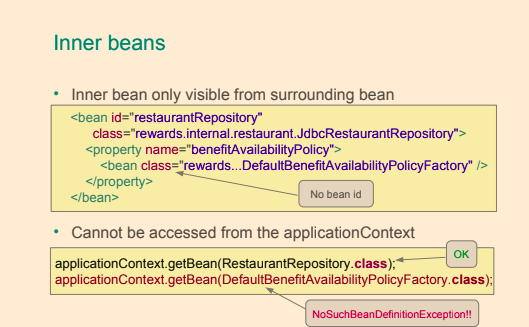 Inner beans
• Inner bean only visible from surrounding bean
<bean id="restaurantRepository"
class="rewards.internal.restaurant.JdbcRestaurantRepository">
<property name="benefitAvailabilityPolicy">
<bean class="rewards...DefaultBenefitAvailabilityPolicyFactory" />
</property>
No bean id
</bean>
• Cannot be accessed from the applicationContext
OK
applicationContext.getBean(RestaurantRepository.class);
applicationContext.getBean(DefaultBenefitAvailabilityPolicyFactory.class);
NoSuchBeanDefinitionException!!